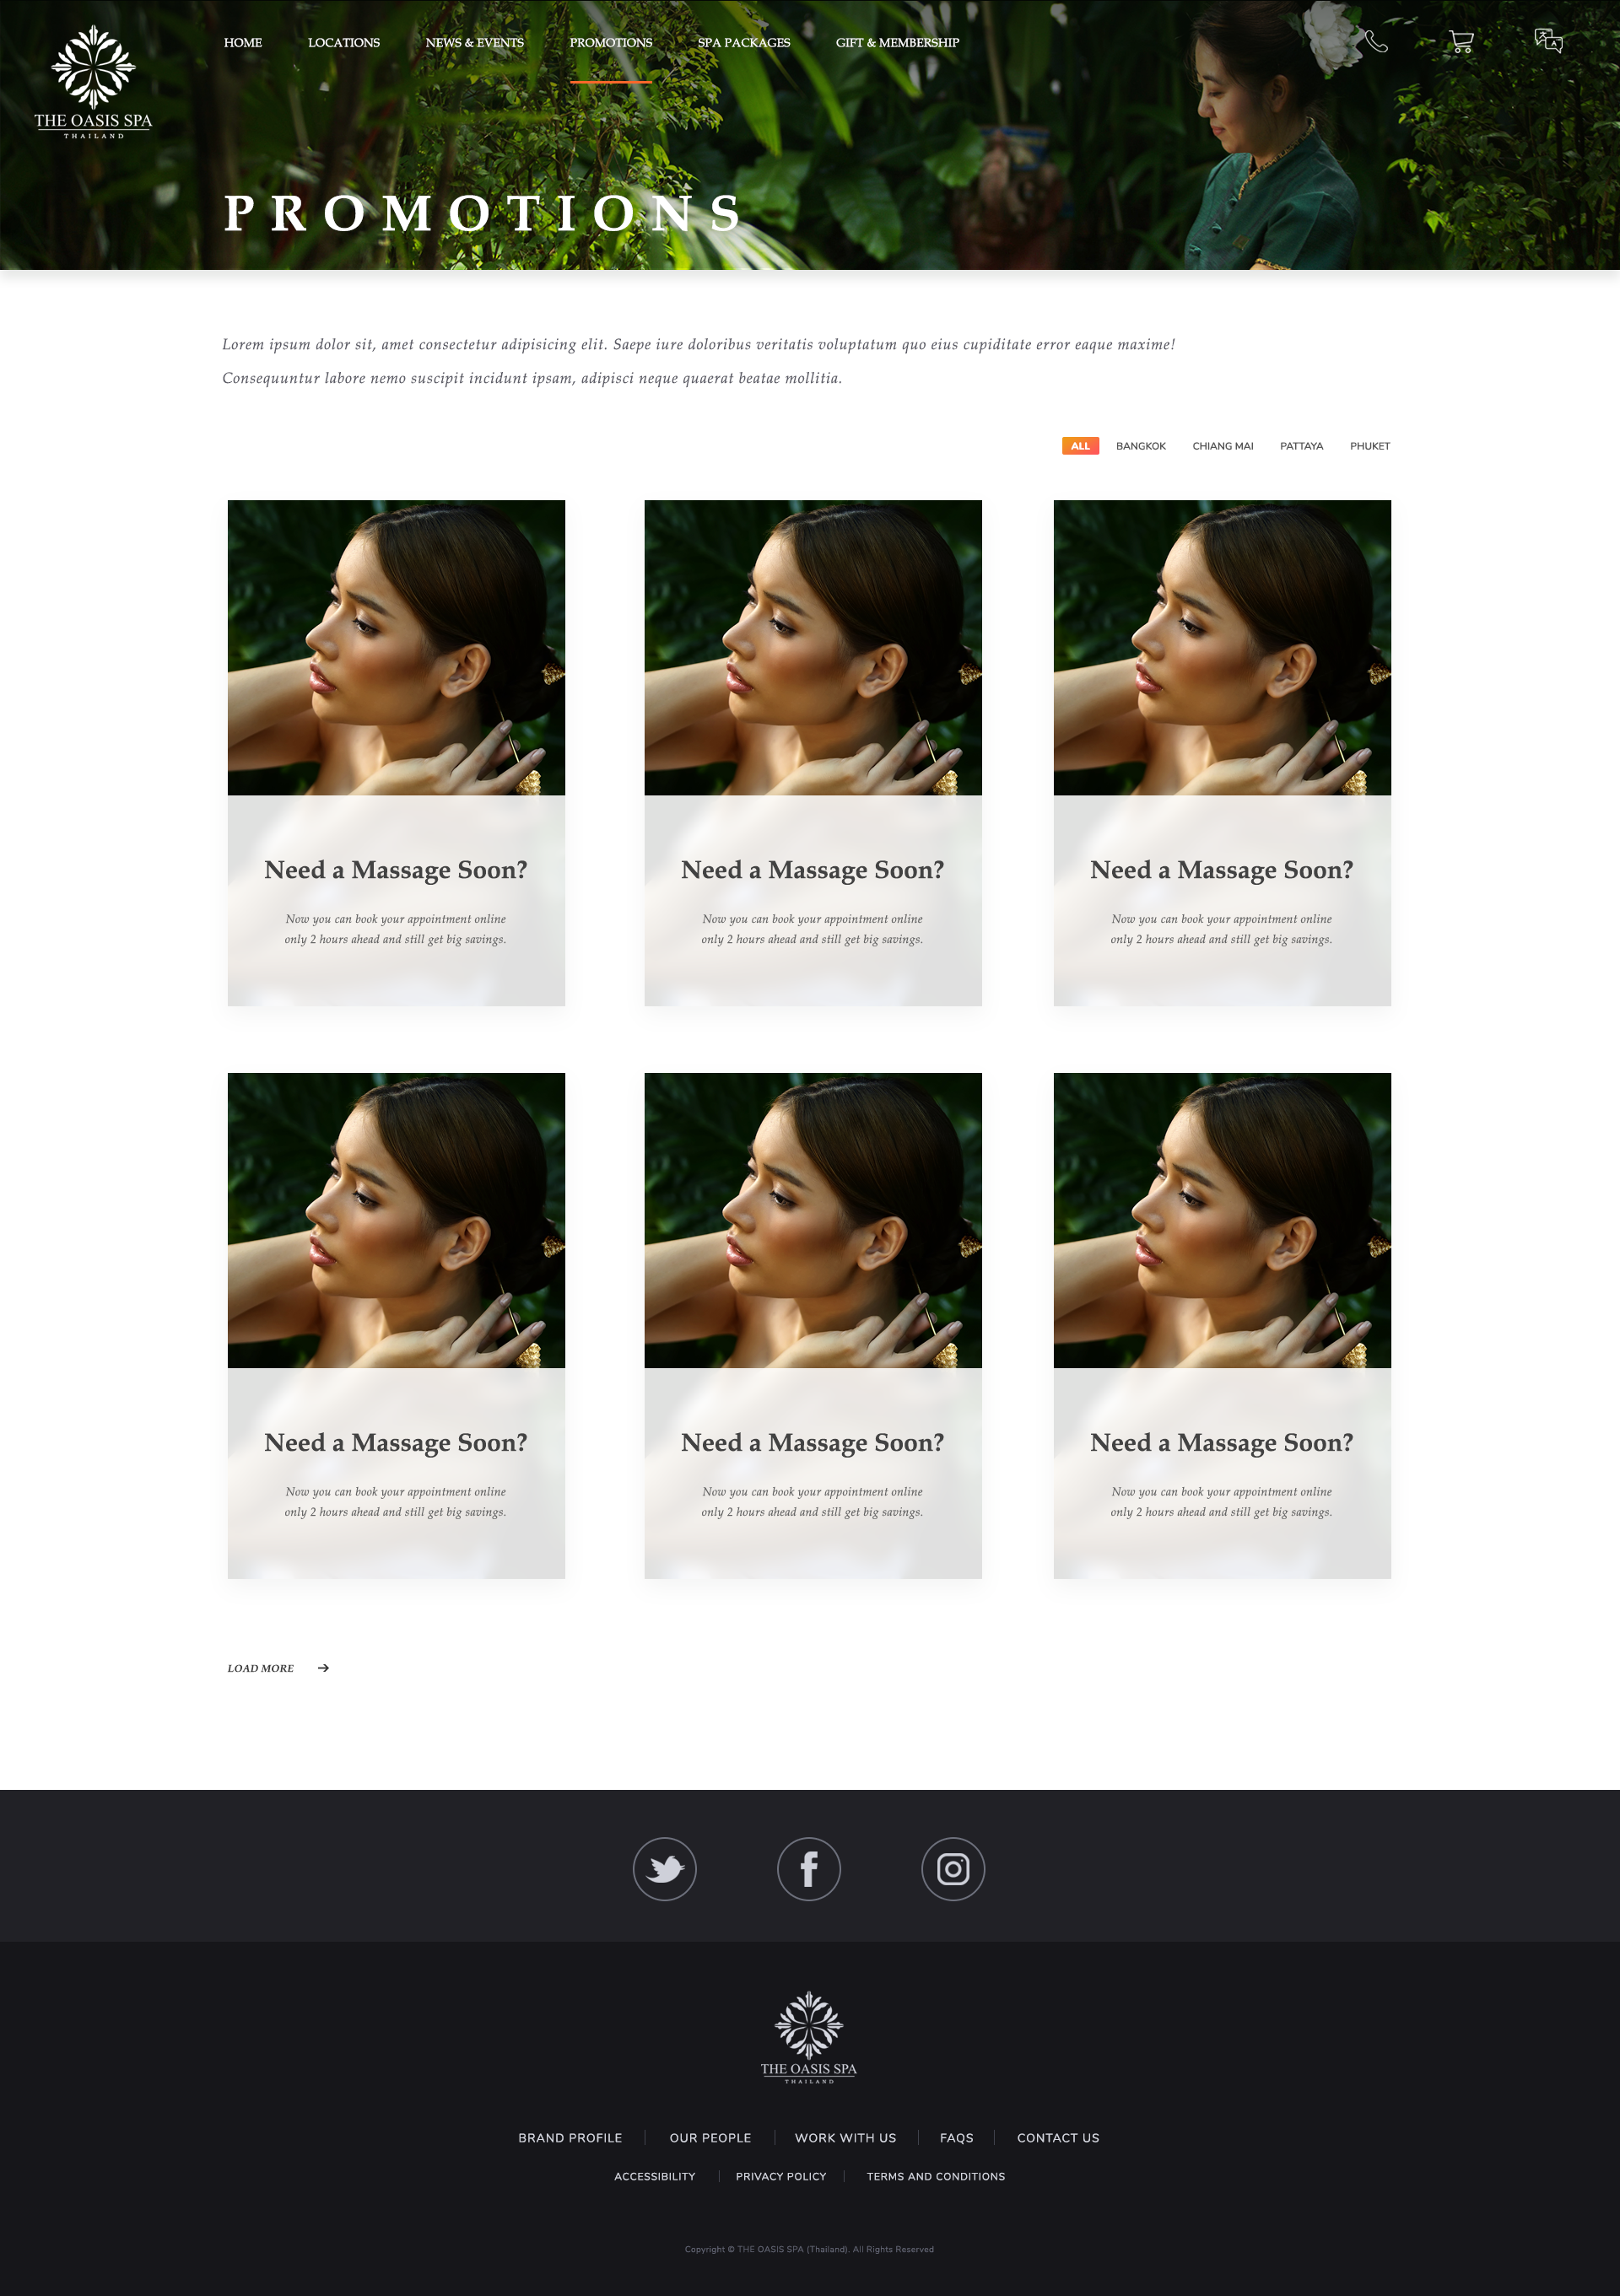 THE OASIS SPA
THAILAND
HOME LOCATIONS NEWS & EVENTS PROMOTIONS SPA PACKAGES GIFT & MEMBERSHIP
PROMOTIONS
Lorem ipsum dolor sit, amet consectetur adipisicing elit. Saepe iure doloribus veritatis voluptatum quo eius cupiditate error eaque maxime!
Consequuntur labore nemo suscipit incidunt ipsam, adipisci neque quaerat beatae mollitia.
ALL BANGKOK CHIANG MAI PATTAYA PHUKET
Need a Massage Soon?
Now you can book your appointment online
only 2 hours ahead and still get big savings.
Need a Massage Soon?
Now you can book your appointment online
only 2 hours ahead and still get big savings.
Need a Massage Soon?
Now you can book your appointment online
only 2 hours ahead and still get big savings.
Need a Massage Soon?
Now you can book your appointment online
only 2 hours ahead and still get big savings.
Need a Massage Soon?
Now you can book your appointment online
only 2 hours ahead and still get big savings.
Need a Massage Soon?
Now you can book your appointment online
only 2 hours ahead and still get big savings.
LOAD MORE
THE OASIS SPA
THAILAND
BRAND PROFILE OUR PEOPLE WORK WITH US FAQS CONTACT US
ACCESSIBILITY PRIVACY POLICY TERMS AND CONDITIONS
Copyright © THE OASIS SPA (Thailand). All Rights Reserved